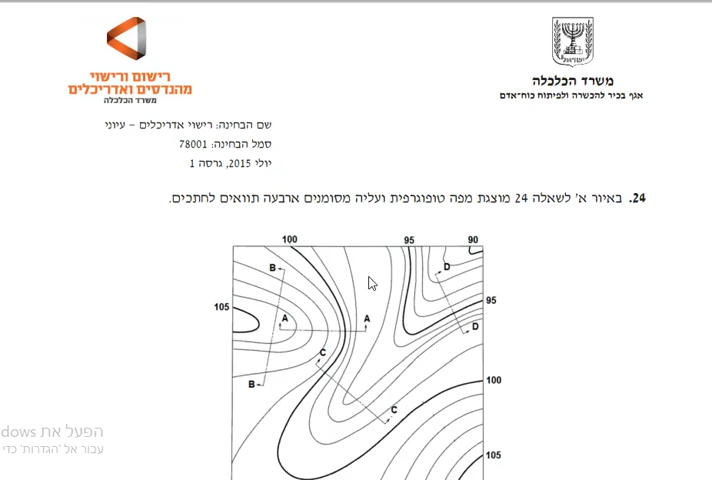 רישום ורישוי
מהנדסים ואדריכלים
משרד הכלכלה
משרד הכלכלה
אגף בכיר להכשרה ולפיתוח כוח-אדם
שם הבחינה: רישוי אדריכלים – עיוני
סמל הבחינה: 78001
יולי 2015, גרסה 1
24. באיור א' לשאלה 24 מוצגת מפה טופוגרפית ועליה מסומנים ארבעה תוואים לחתכים.
100 95 90
B D
105 95
A A
D
C
B 100
C
105
הפעל את dows
עבור אל "הגדרות" כדי